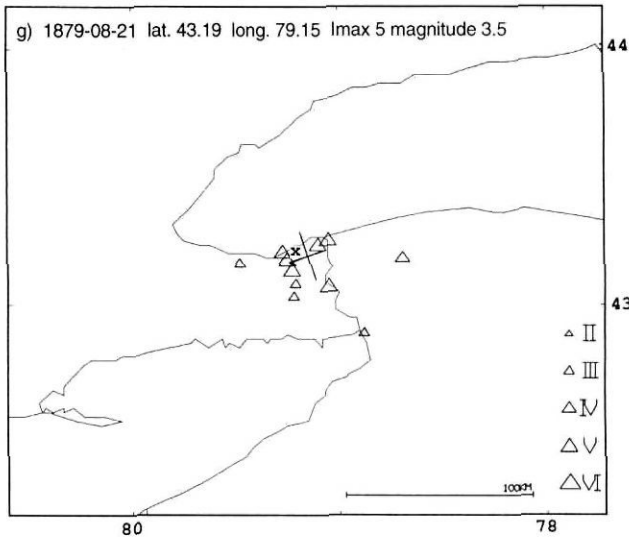 g) 1879-08-21 lat. 43.19 long. 79.15 Imax 5 magnitude 3.5
44
x
43
II
III
IV
V
VI
100KM
80
78